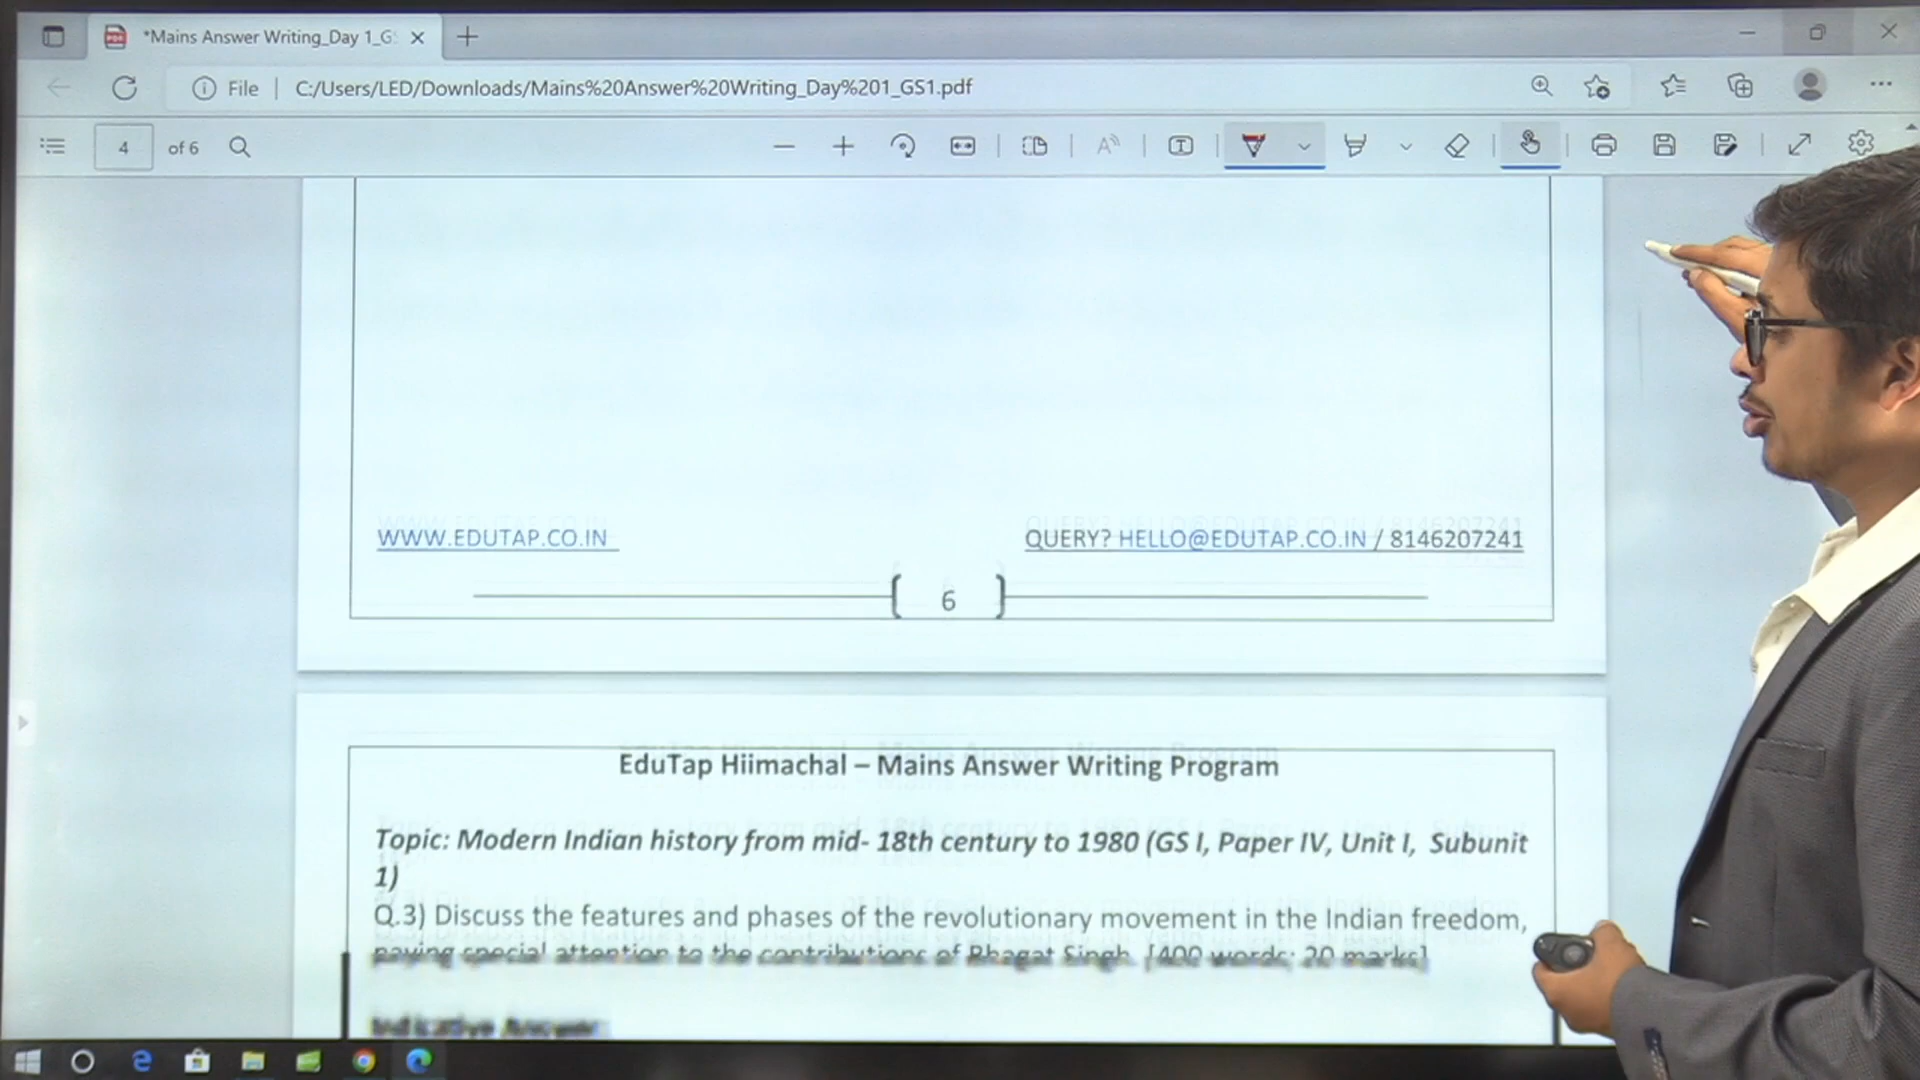 *Mains Answer Writing_Day 1_G
File | C:/Users/LED/Downloads/Mains%20Answer%20Writing_Day%201_GS1.pdf
4 of 6
WWW.EDUTAP.CO.IN QUERY? HELLO@EDUTAP.CO.IN / 8146207241
6
EduTap Hiimachal – Mains Answer Writing Program
Topic: Modern Indian history from mid- 18th century to 1980 (GS I, Paper IV, Unit I, Subunit
1)
Q.3) Discuss the features and phases of the revolutionary movement in the Indian freedom,
paying special attention to the contributions of Bhagat Singh. [400 words; 20 marks]
Indicative Answer